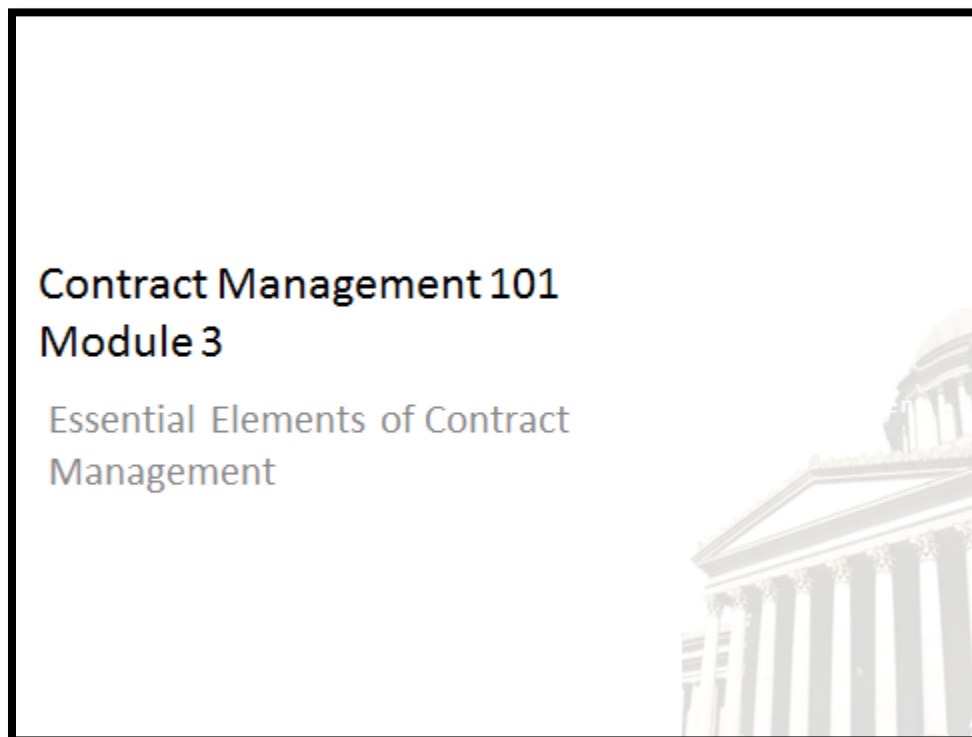 Contract Management 101
Module 3
Essential Elements of Contract
Management